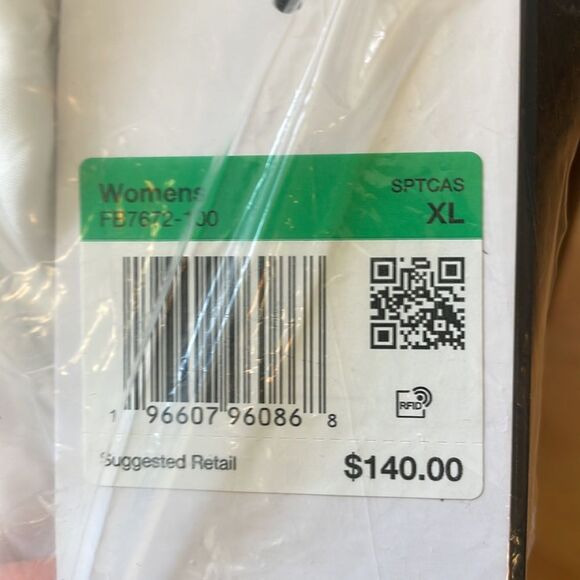 Womens
SPTCAS
FB7672-100
XL
1 96607 96086 8
RFID
Suggested Retail
$140.00